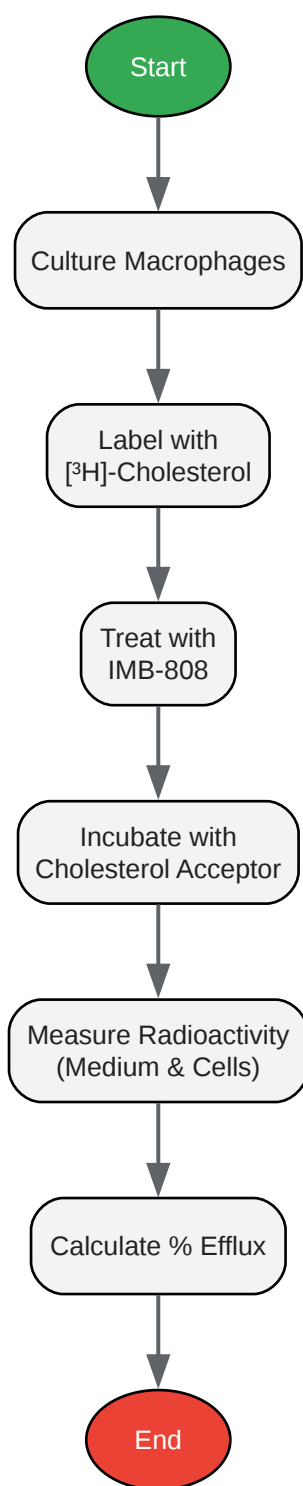 Start
Culture Macrophages
Label with
[³H]-Cholesterol
Treat with
IMB-808
Incubate with
Cholesterol Acceptor
Measure Radioactivity
(Medium & Cells)
Calculate % Efflux
End